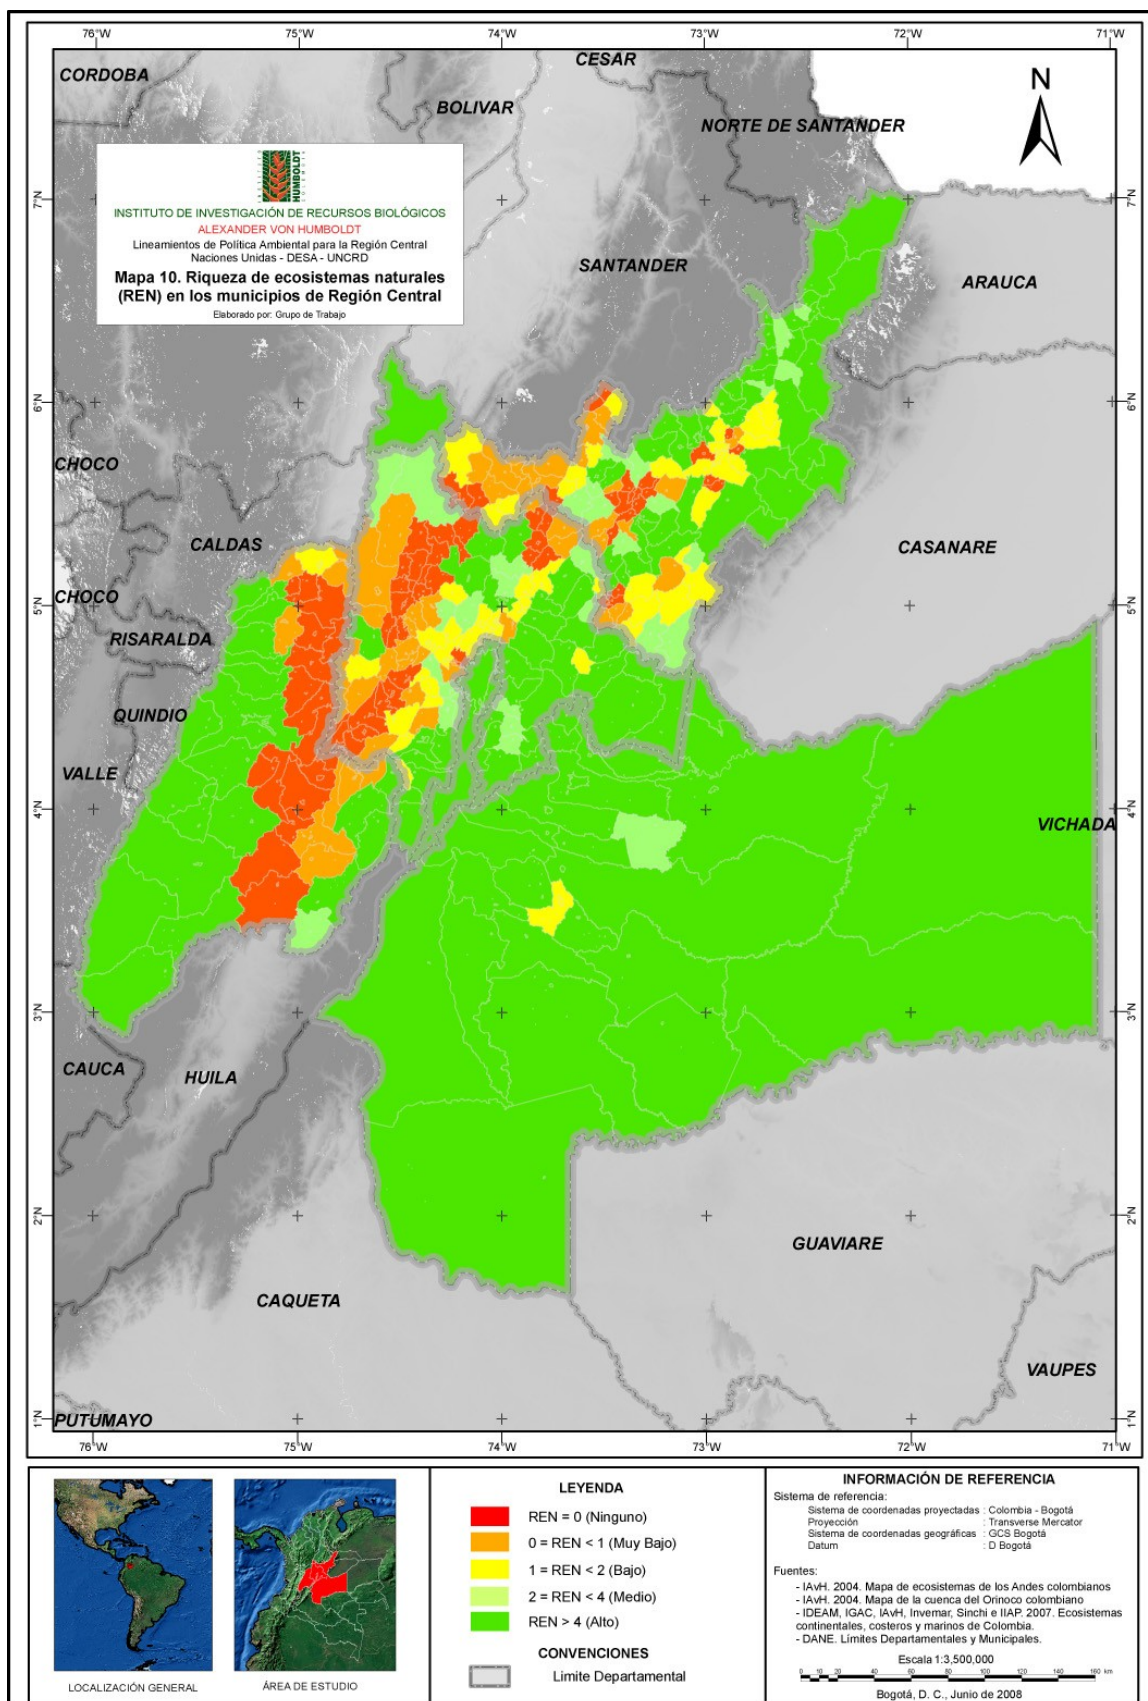 76°W
75°W
74°W
73°W
72°W
71°W
CORDOBA
BOLIVAR
CESAR
NORTE DE SANTANDER
N
HUMBOLDT
INSTITUTO DE INVESTIGACIÓN DE RECURSOS BIOLÓGICOS
ALEXANDER VON HUMBOLDT
Lineamientos de Política Ambiental para la Región Central
Naciones Unidas - DESA - UNCRD
Mapa 10. Riqueza de ecosistemas naturales
(REN) en los municipios de Región Central
Elaborado por: Grupo de Trabajo
7°N
7°N
SANTANDER
ARAUCA
6°N
6°N
CHOCO
CALDAS
CASANARE
5°N
5°N
CHOCO
RISARALDA
QUINDIO
VALLE
4°N
4°N
VICHADA
3°N
3°N
CAUCA
HUILA
2°N
2°N
GUAVIARE
CAQUETA
VAUPES
1°N
1°N
PUTUMAYO
76°W
75°W
74°W
73°W
72°W
71°W
LOCALIZACIÓN GENERAL
ÁREA DE ESTUDIO
LEYENDA
REN = 0 (Ninguno)
0 = REN < 1 (Muy Bajo)
1 = REN < 2 (Bajo)
2 = REN < 4 (Medio)
REN > 4 (Alto)
CONVENCIONES
Limite Departamental
INFORMACIÓN DE REFERENCIA
Sistema de referencia:
Sistema de coordenadas proyectadas : Colombia - Bogotá
Proyección : Transverse Mercator
Sistema de coordenadas geográficas : GCS Bogotá
Datum : D Bogotá
Fuentes:
- IAvH. 2004. Mapa de ecosistemas de los Andes colombianos
- IAvH. 2004. Mapa de la cuenca del Orinoco colombiano
- IDEAM, IGAC, IAvH, Invemar, Sinchi e IIAP. 2007. Ecosistemas
continentales, costeros y marinos de Colombia.
- DANE. Límites Departamentales y Municipales.
Escala 1:3,500,000
0 10 20 40 60 80 100 120 140 160 km
Bogotá, D. C., Junio de 2008